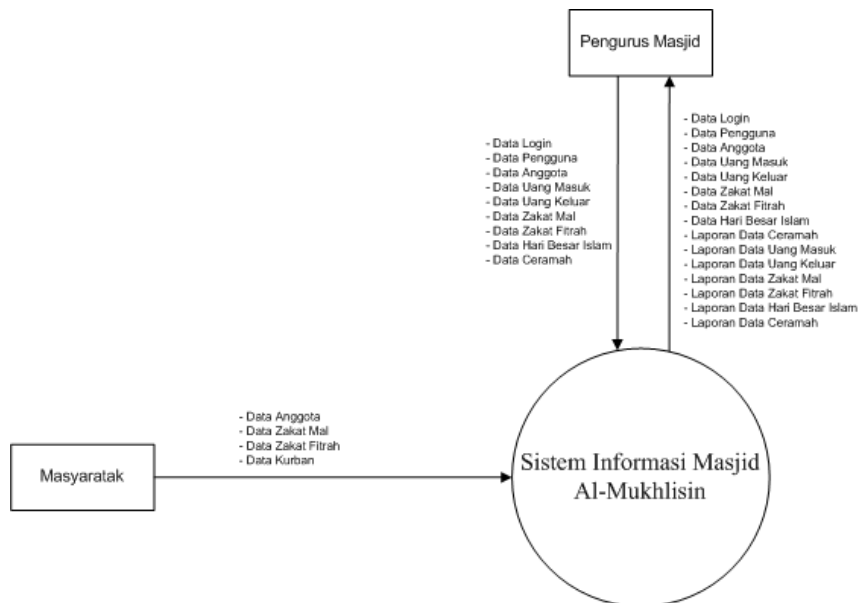 Pengurus Masjid
- Data Login
- Data Pengguna
- Data Anggota
- Data Uang Masuk
- Data Uang Keluar
- Data Zakat Mal
- Data Zakat Fitrah
- Data Hari Besar Islam
- Data Ceramah
- Data Login
- Data Pengguna
- Data Anggota
- Data Uang Masuk
- Data Uang Keluar
- Data Zakat Mal
- Data Zakat Fitrah
- Data Hari Besar Islam
- Laporan Data Ceramah
- Laporan Data Uang Masuk
- Laporan Data Uang Keluar
- Laporan Data Zakat Mal
- Laporan Data Zakat Fitrah
- Laporan Data Hari Besar Islam
- Laporan Data Ceramah
- Data Anggota
- Data Zakat Mal
- Data Zakat Fitrah
- Data Kurban
Masyaratak
Sistem Informasi Masjid
Al-Mukhlisin